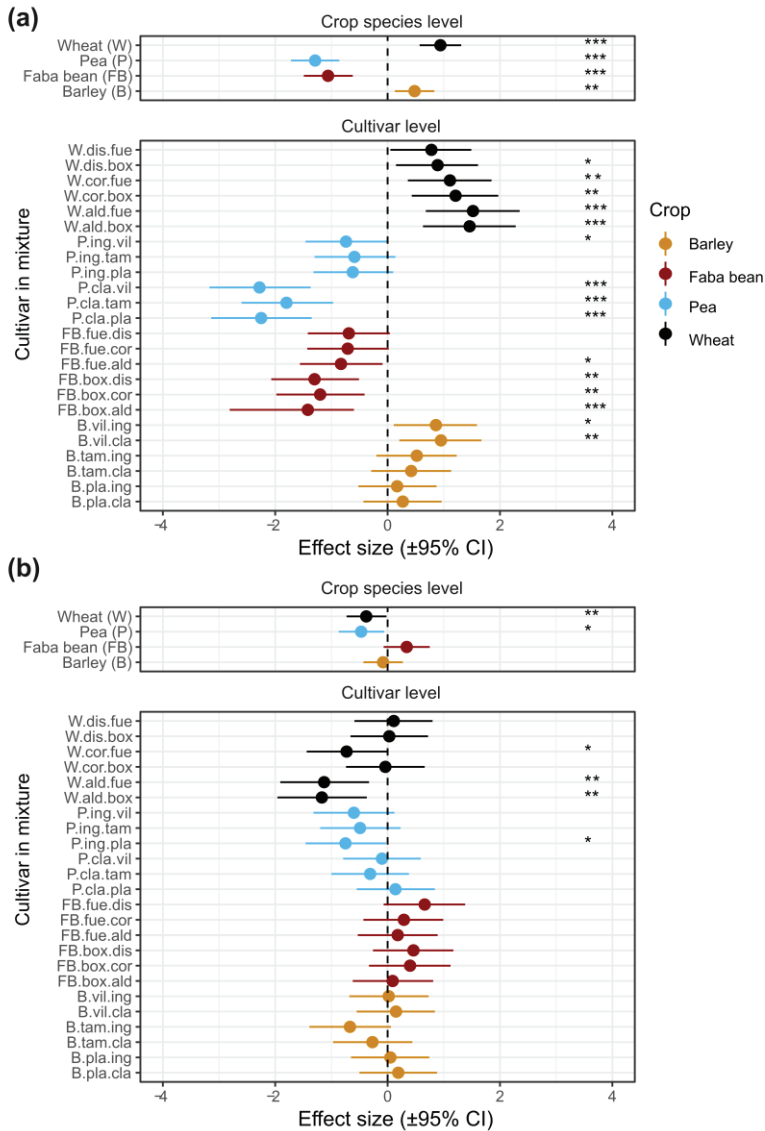 (a)
Crop species level
Wheat (W) ***
Pea (P) ***
Faba bean (FB) ***
Barley (B) **
Cultivar level
W.dis.fue
W.dis.box *
W.cor.fue **
W.cor.box **
W.ald.fue ***
W.ald.box ***
P.ing.vil *
P.ing.tam
P.ing.pla
P.cla.vil ***
P.cla.tam ***
P.cla.pla ***
FB.fue.dis
FB.fue.cor
FB.fue.ald *
FB.box.dis **
FB.box.cor **
FB.box.ald ***
B.vil.ing *
B.vil.cla **
B.tam.ing
B.tam.cla
B.pla.ing
B.pla.cla
Cultivar in mixture
−4 −2 0 2 4
Effect size (±95% CI)
Crop
Barley
Faba bean
Pea
Wheat
(b)
Crop species level
Wheat (W) **
Pea (P) *
Faba bean (FB)
Barley (B)
Cultivar level
W.dis.fue
W.dis.box
W.cor.fue *
W.cor.box
W.ald.fue **
W.ald.box **
P.ing.vil
P.ing.tam
P.ing.pla *
P.cla.vil
P.cla.tam
P.cla.pla
FB.fue.dis
FB.fue.cor
FB.fue.ald
FB.box.dis
FB.box.cor
FB.box.ald
B.vil.ing
B.vil.cla
B.tam.ing
B.tam.cla
B.pla.ing
B.pla.cla
Cultivar in mixture
−4 −2 0 2 4
Effect size (±95% CI)